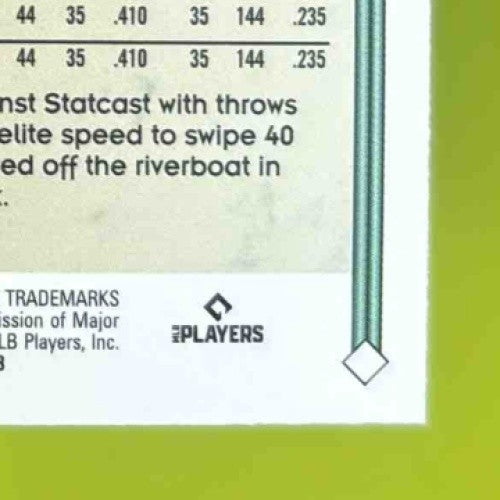 44 35 .410 35 144 .235
44 35 .410 35 144 .235
nst Statcast with throws
elite speed to swipe 40
ed off the riverboat in
TRADEMARKS
ission of Major
LB Players, Inc.
PLAYERS